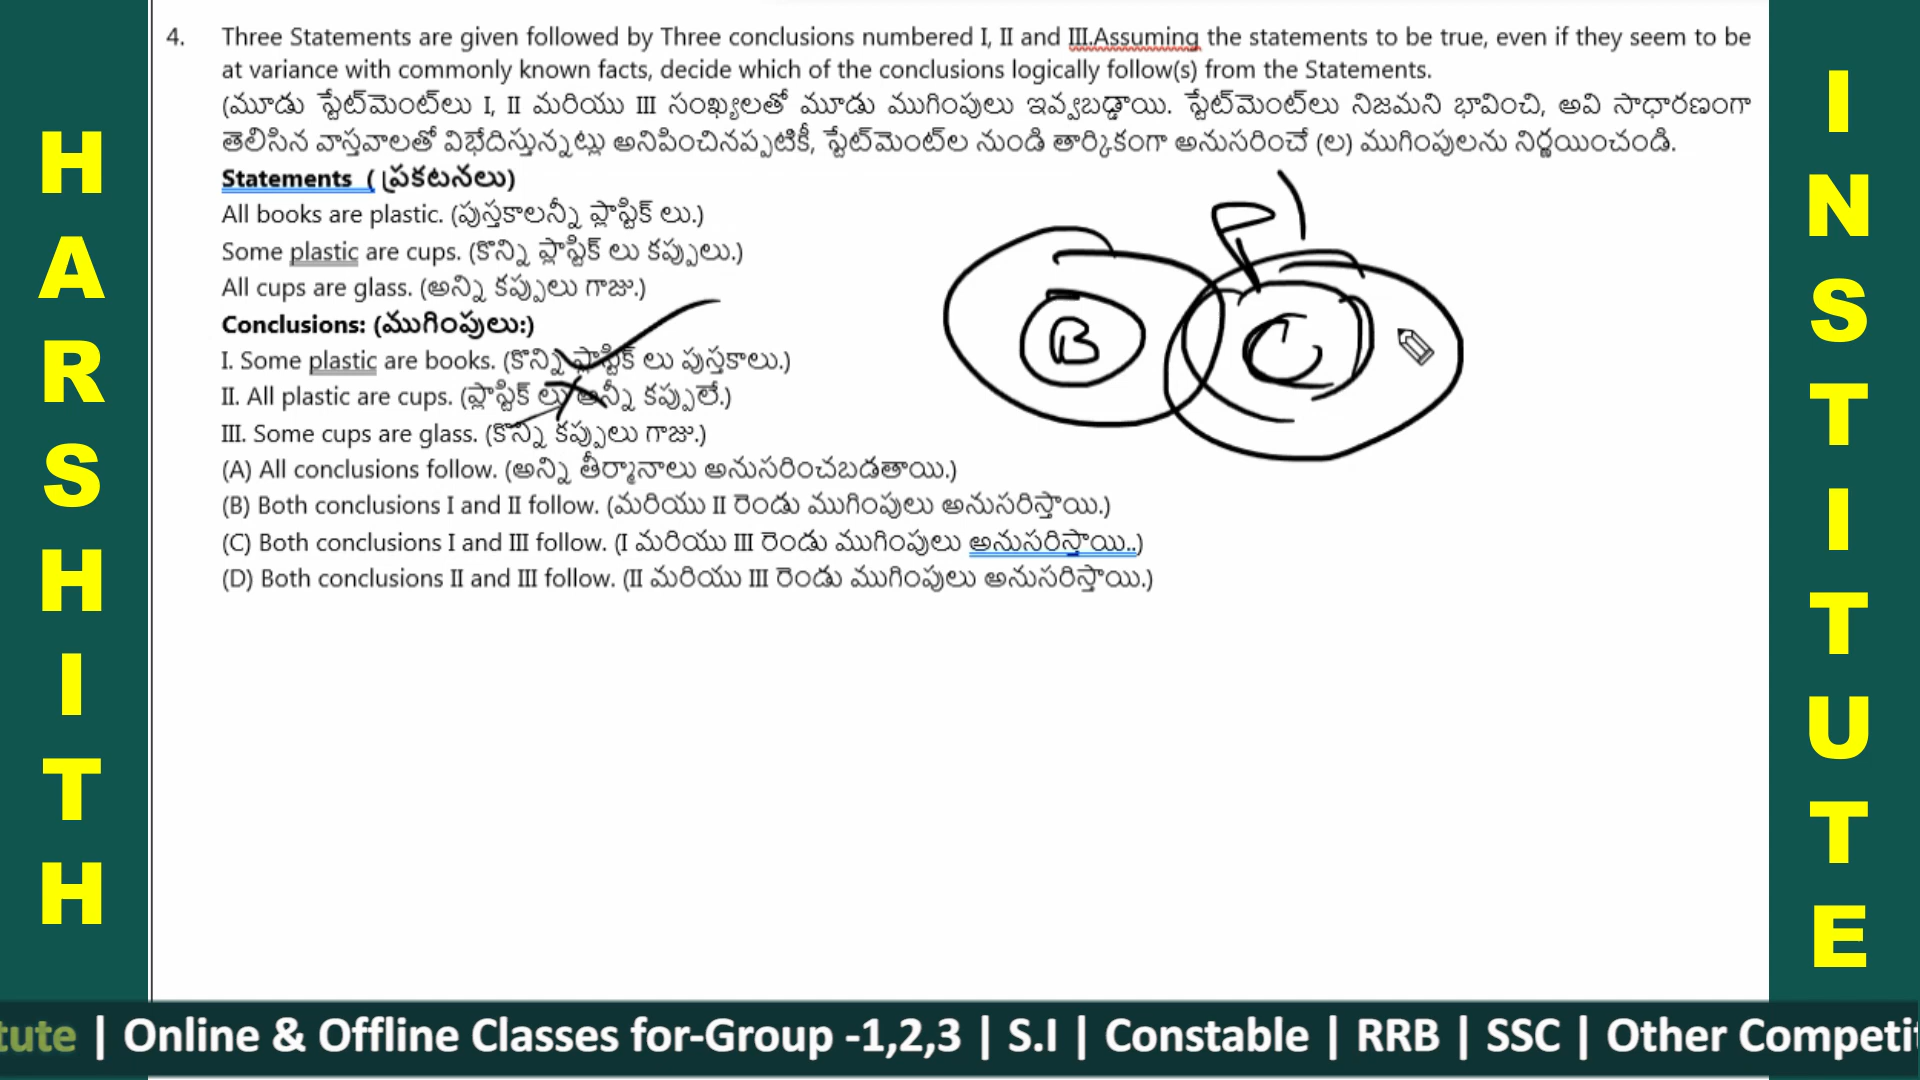 HARSHITH
4. Three Statements are given followed by Three conclusions numbered I, II and III.Assuming the statements to be true, even if they seem to be
at variance with commonly known facts, decide which of the conclusions logically follow(s) from the Statements.
(మూడు స్టేట్‌మెంట్‌లు I, II మరియు III సంఖ్యలతో మూడు ముగింపులు ఇవ్వబడ్డాయి. స్టేట్‌మెంట్‌లు నిజమని భావించి, అవి సాధారణంగా
తెలిసిన వాస్తవాలతో విభేదిస్తున్నట్లు అనిపించినప్పటికీ, స్టేట్‌మెంట్‌ల నుండి తార్కికంగా అనుసరించే (ల) ముగింపులను నిర్ణయించండి.
Statements (ప్రకటనలు)
All books are plastic. (పుస్తకాలన్నీ ప్లాస్టిక్ లు.)
Some plastic are cups. (కొన్ని ప్లాస్టిక్ లు కప్పులు.)
All cups are glass. (అన్ని కప్పులు గాజు.)
Conclusions: (ముగింపులు:)
I. Some plastic are books. (కొన్ని ప్లాస్టిక్ లు పుస్తకాలు.)
II. All plastic are cups. (ప్లాస్టిక్ లు అన్నీ కప్పులే.)
III. Some cups are glass. (కొన్ని కప్పులు గాజు.)
(A) All conclusions follow. (అన్ని తీర్మానాలు అనుసరించబడతాయి.)
(B) Both conclusions I and II follow. (మరియు II రెండు ముగింపులు అనుసరిస్తాయి.)
(C) Both conclusions I and III follow. (I మరియు III రెండు ముగింపులు అనుసరిస్తాయి..)
(D) Both conclusions II and III follow. (II మరియు III రెండు ముగింపులు అనుసరిస్తాయి.)
B
C
INSTITUTE
tute | Online & Offline Classes for-Group -1,2,3 | S.I | Constable | RRB | SSC | Other Competi